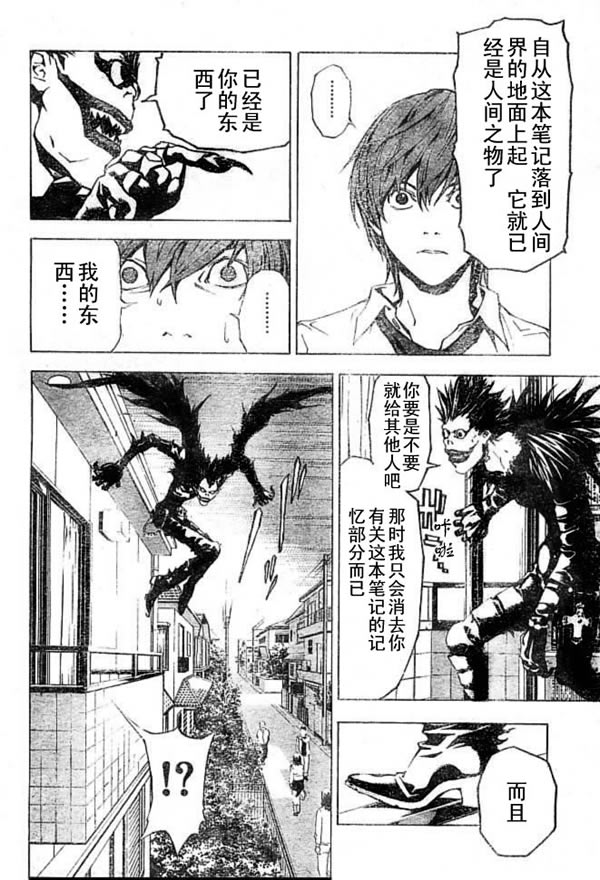 自从这本笔记落到人间
界的地面上起　它就已
经是人间之物了
……
已经是
你的东
西了
………
我的东
西……
你要是不要
就给其他人吧
那时我只会消去你
有关这本笔记的记
忆部分而已
咔啦
而且
!?